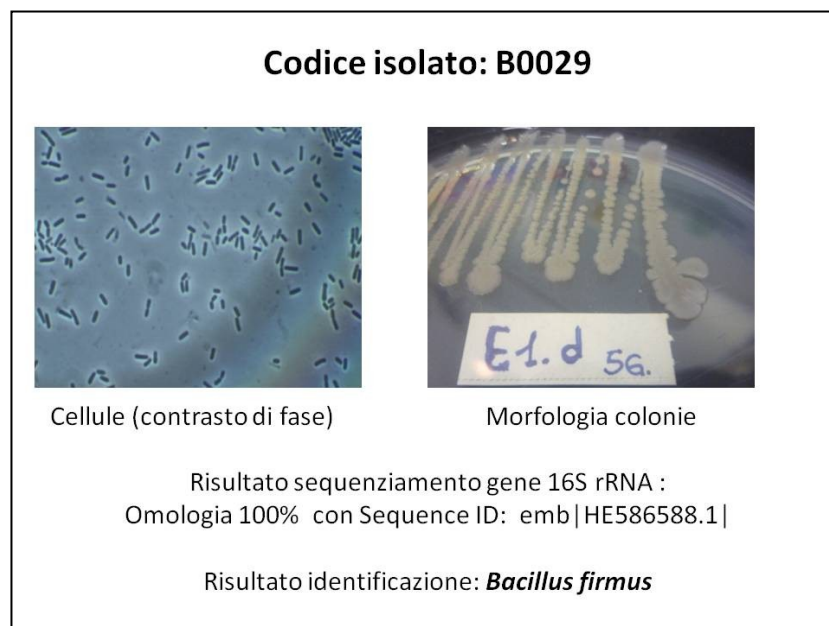 Codice isolato: B0029
E1.d 5G.
Cellule (contrasto di fase)
Morfologia colonie
Risultato sequenziamento gene 16S rRNA :
Omologia 100% con Sequence ID: emb|HE586588.1|
Risultato identificazione: Bacillus firmus